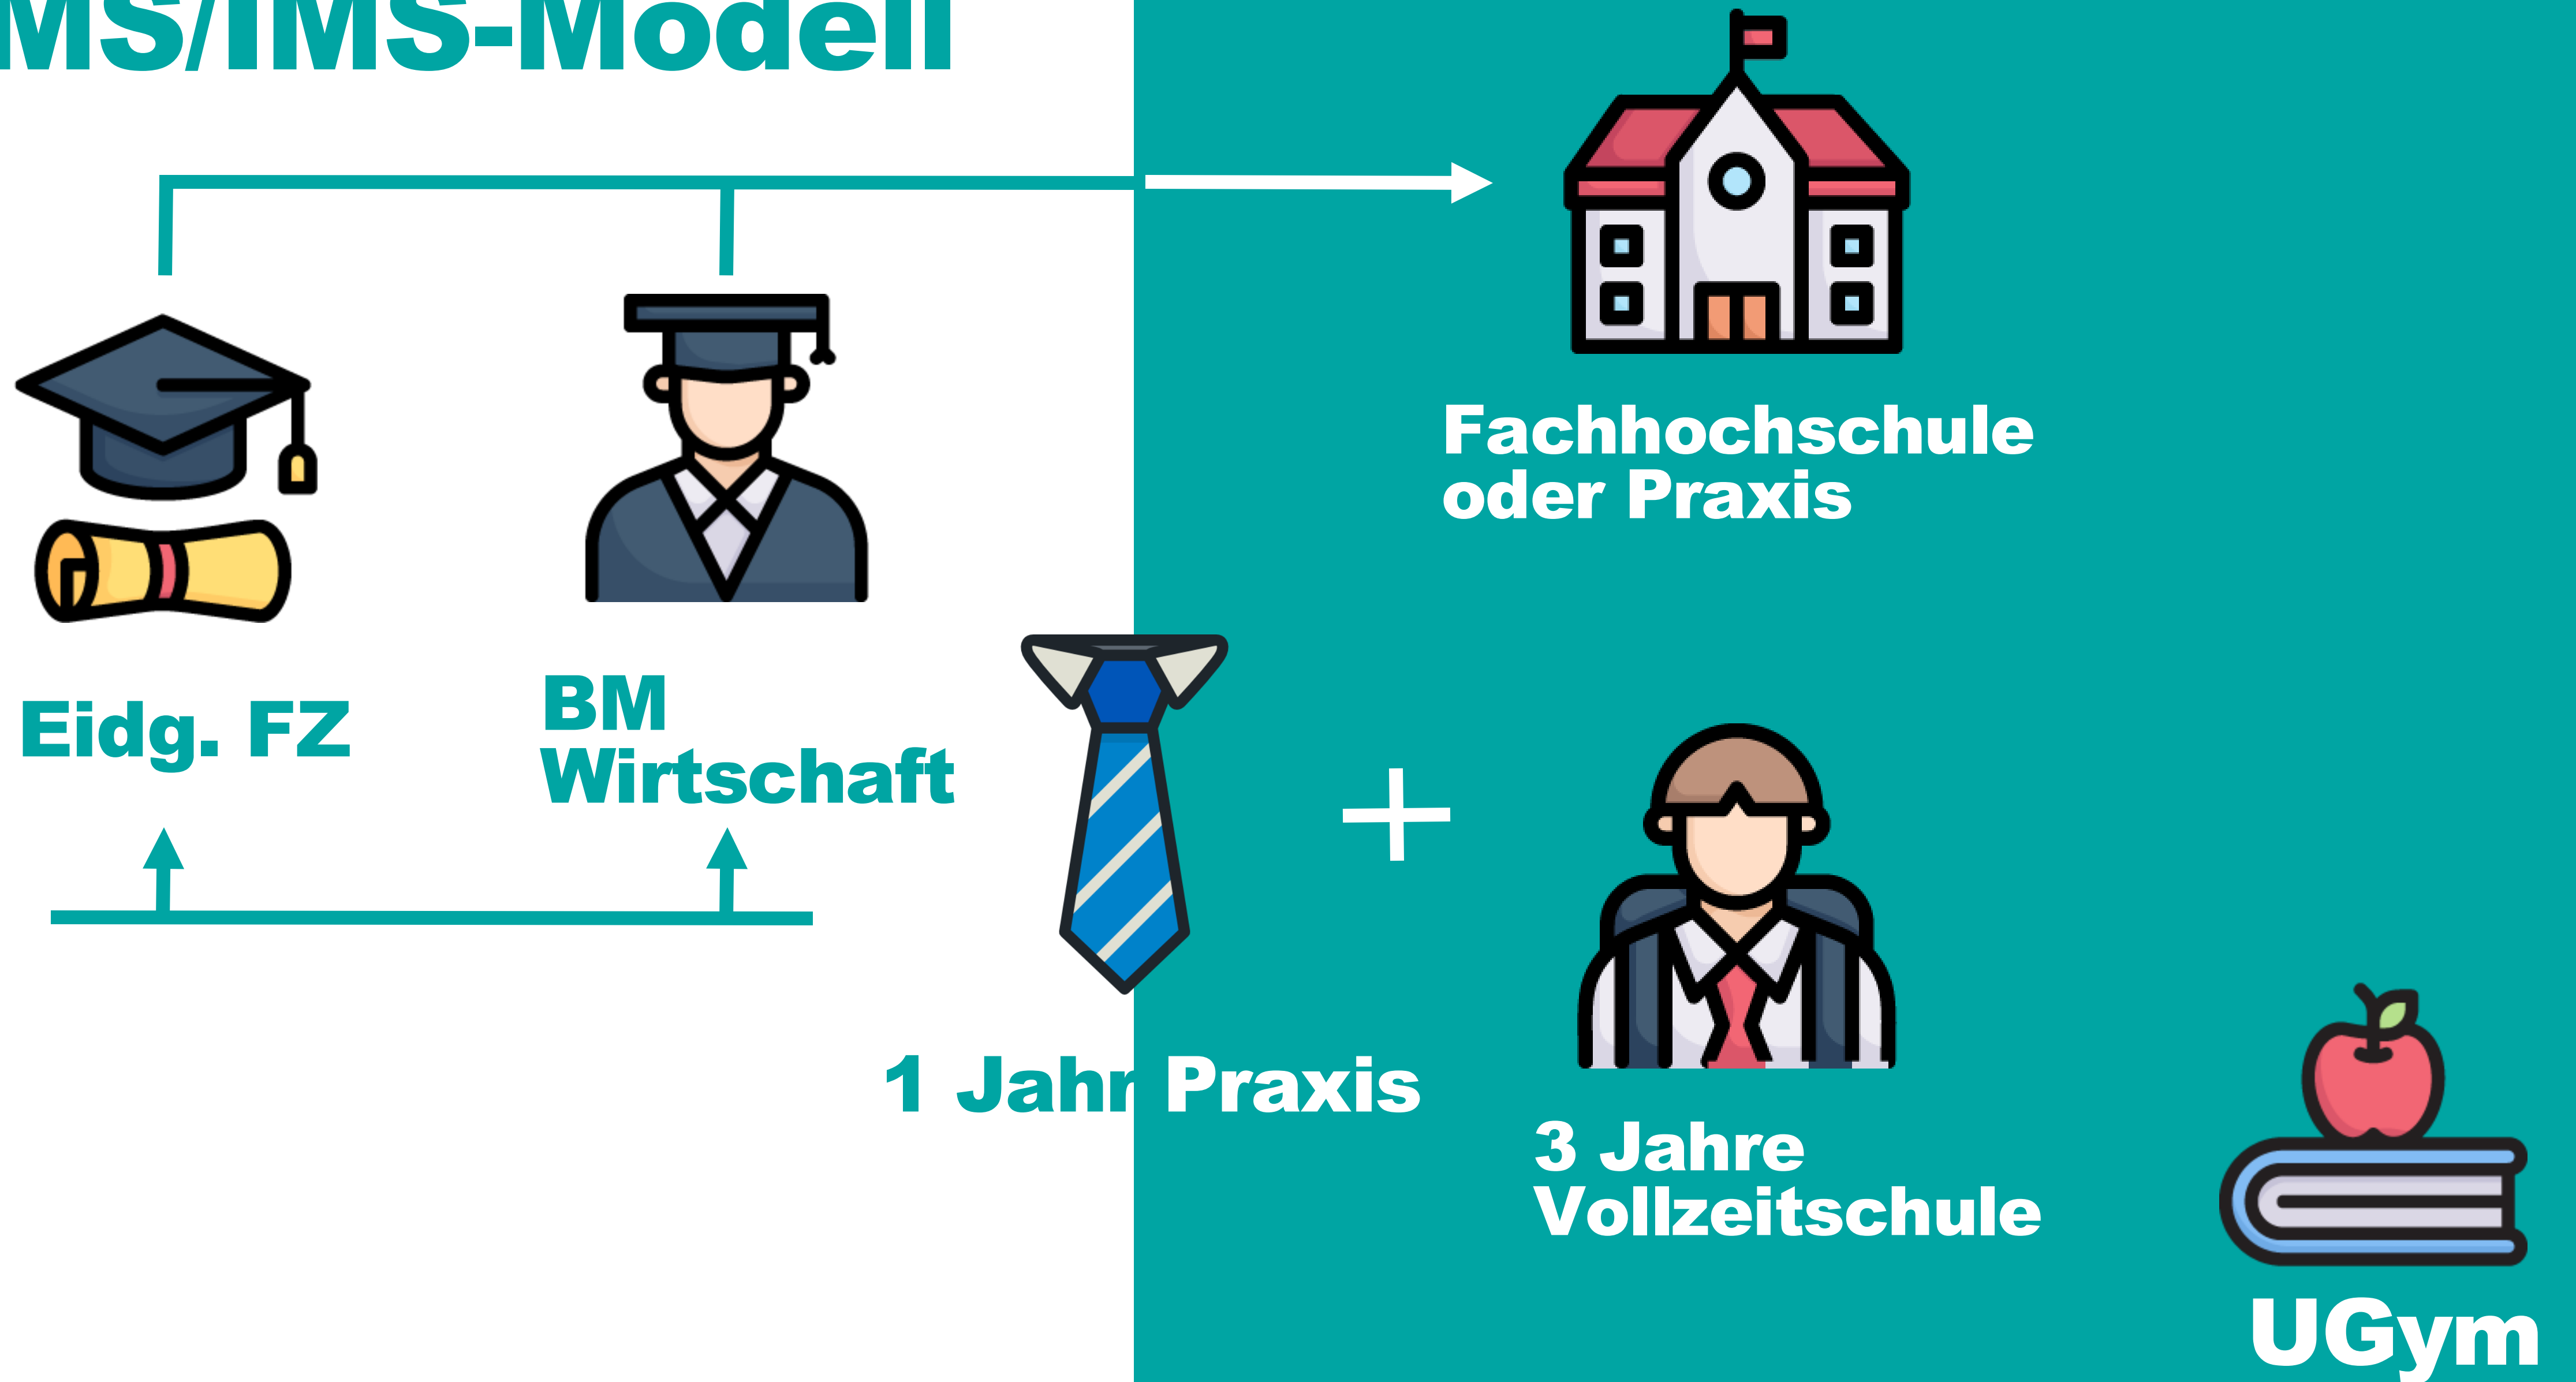 MS/IMS-Modell
Fachhochschule
oder Praxis
Eidg. FZ
BM
Wirtschaft
1 Jahr Praxis
3 Jahre
Vollzeitschule
UGym